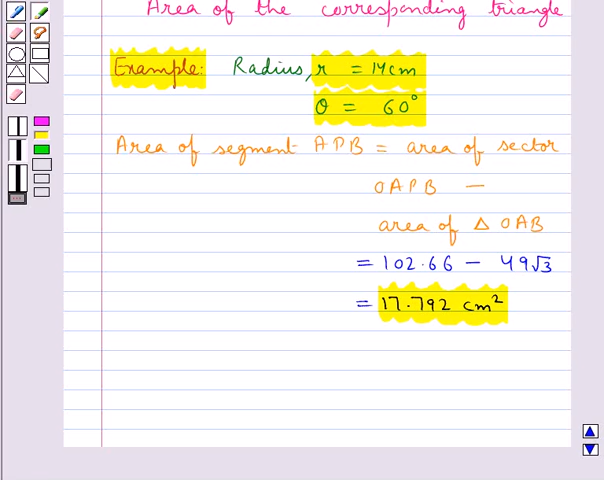 Area of the corresponding triangle
Example: Radius, r = 14cm
θ = 60°
Area of segment APB = area of sector
OAPB —
area of Δ OAB
= 102.66 - 49√3
= 17.792 cm²